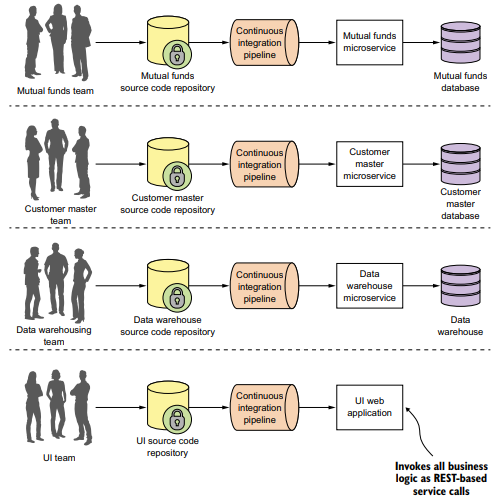 Mutual funds team
Mutual funds
source code repository
Continuous
integration
pipeline
Mutual funds
microservice
Mutual funds
database
Customer master
team
Customer master
source code repository
Continuous
integration
pipeline
Customer
master
microservice
Customer
master
database
Data warehousing
team
Data warehouse
source code repository
Continuous
integration
pipeline
Data
warehouse
microservice
Data
warehouse
UI team
UI source code
repository
Continuous
integration
pipeline
UI web
application
Invokes all business
logic as REST-based
service calls